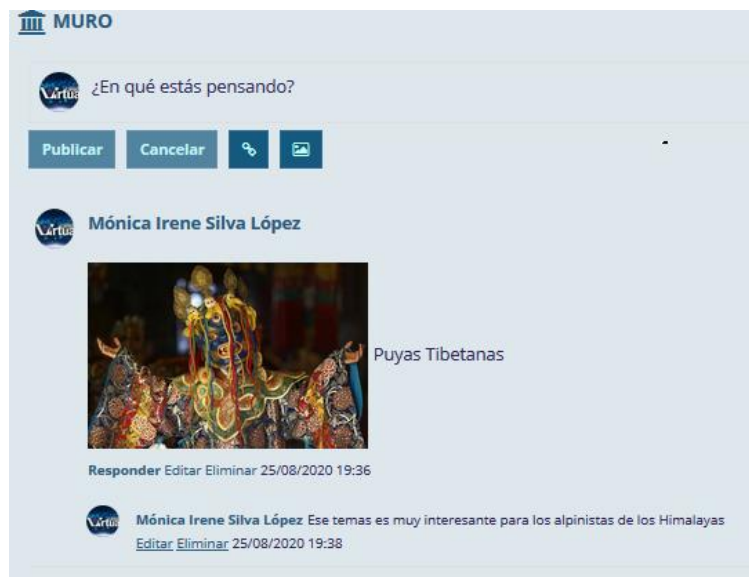 MURO
¿En qué estás pensando?
Publicar Cancelar
Mónica Irene Silva López
Puyas Tibetanas
Responder Editar Eliminar 25/08/2020 19:36
Mónica Irene Silva López Ese temas es muy interesante para los alpinistas de los Himalayas
Editar Eliminar 25/08/2020 19:38